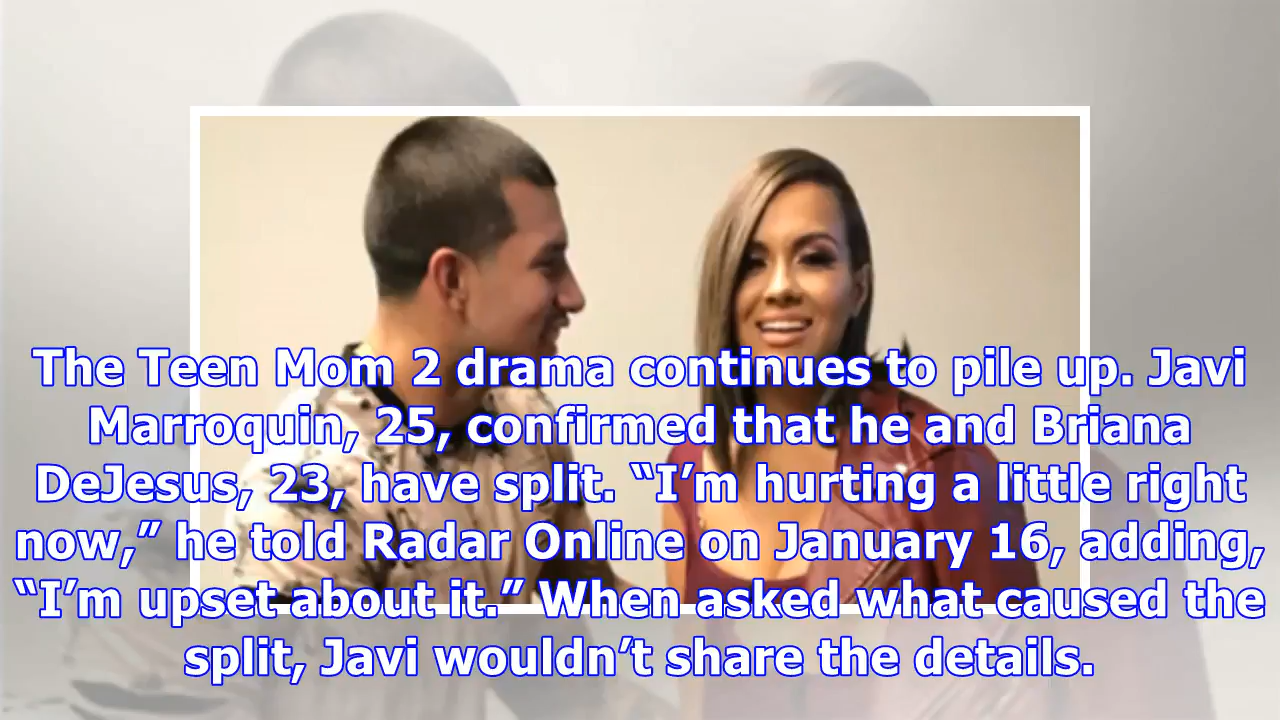 The Teen Mom 2 drama continues to pile up. Javi
Marroquin, 25, confirmed that he and Briana
DeJesus, 23, have split. “I’m hurting a little right
now,” he told Radar Online on January 16, adding,
“I’m upset about it.” When asked what caused the
split, Javi wouldn’t share the details.